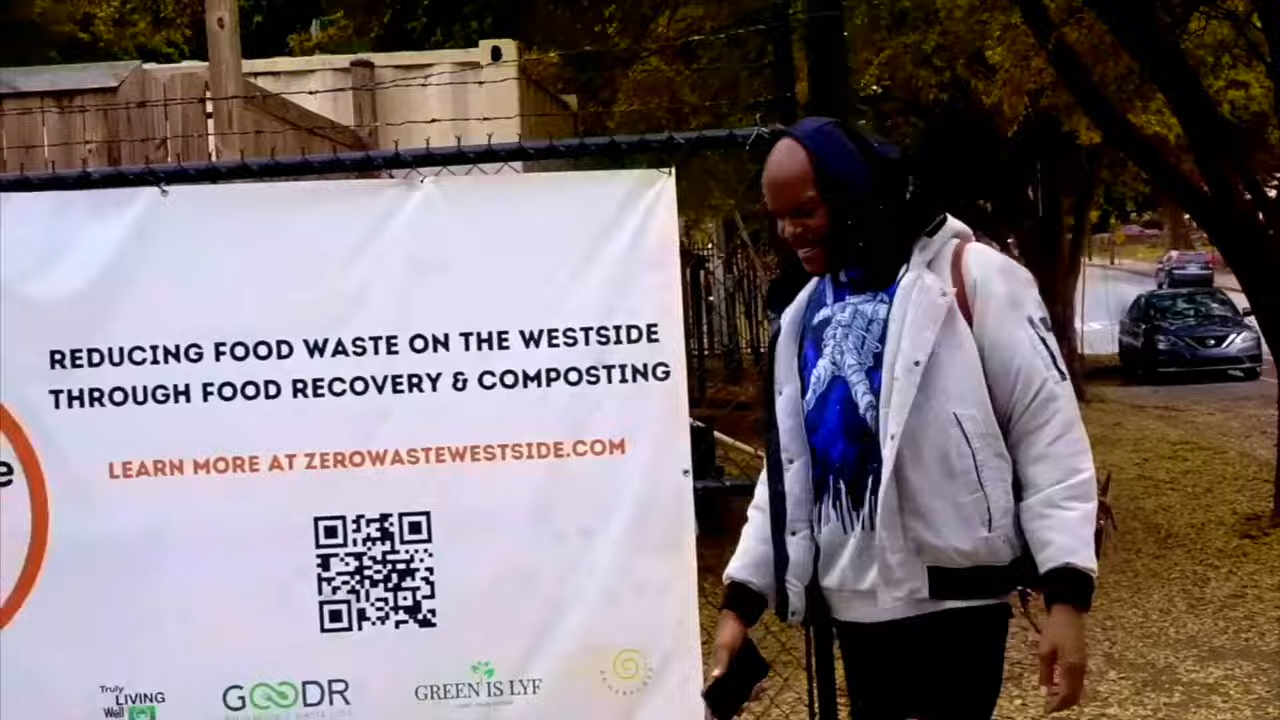 REDUCING FOOD WASTE ON THE WESTSIDE
THROUGH FOOD RECOVERY & COMPOSTING
LEARN MORE AT ZEROWASTEWESTSIDE.COM
e
Truly
LIVING
Well
GOODR
GREEN IS LYF